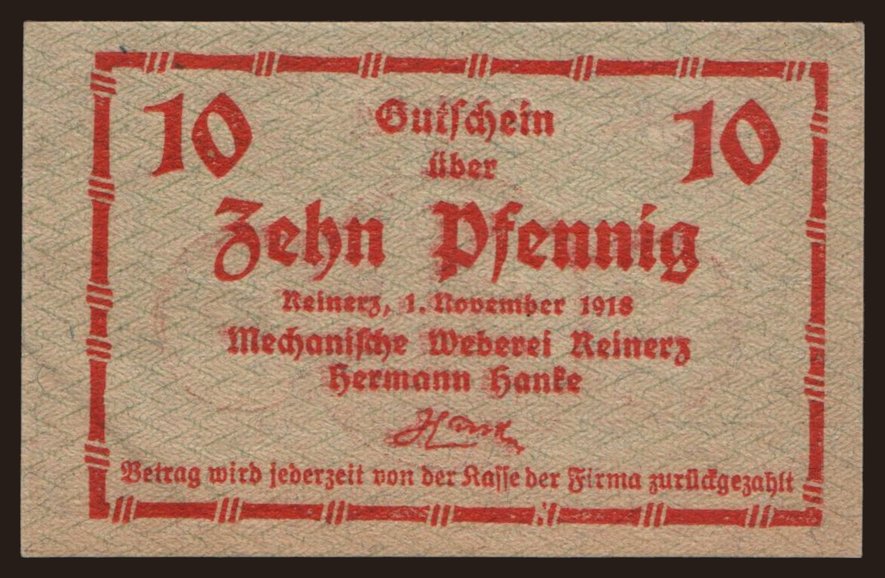 10 Gutschein 10
über
Zehn Pfennig
Reinerz, 1. November 1918
Mechanische Weberei Reinerz
Hermann Hanke
Hanke
Betrag wird jederzeit von der Kasse der Firma zurückgezahlt